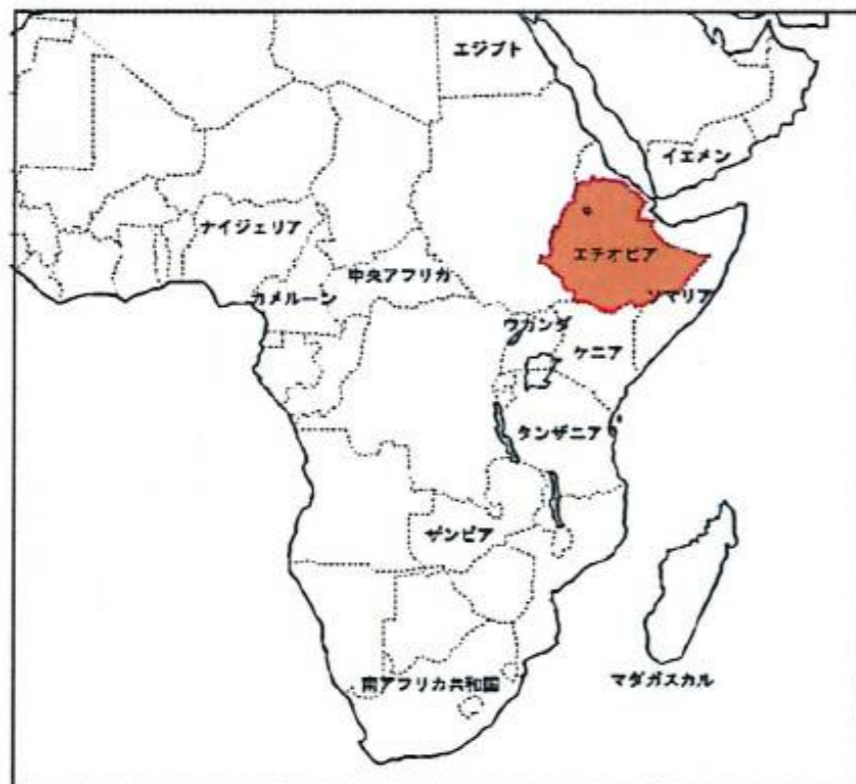 エジプト
イエメン
ナイジェリア
エチオピア
中央アフリカ
カメルーン
ソマリア
ウガンダ
ケニア
タンザニア
ザンビア
南アフリカ共和国
マダガスカル